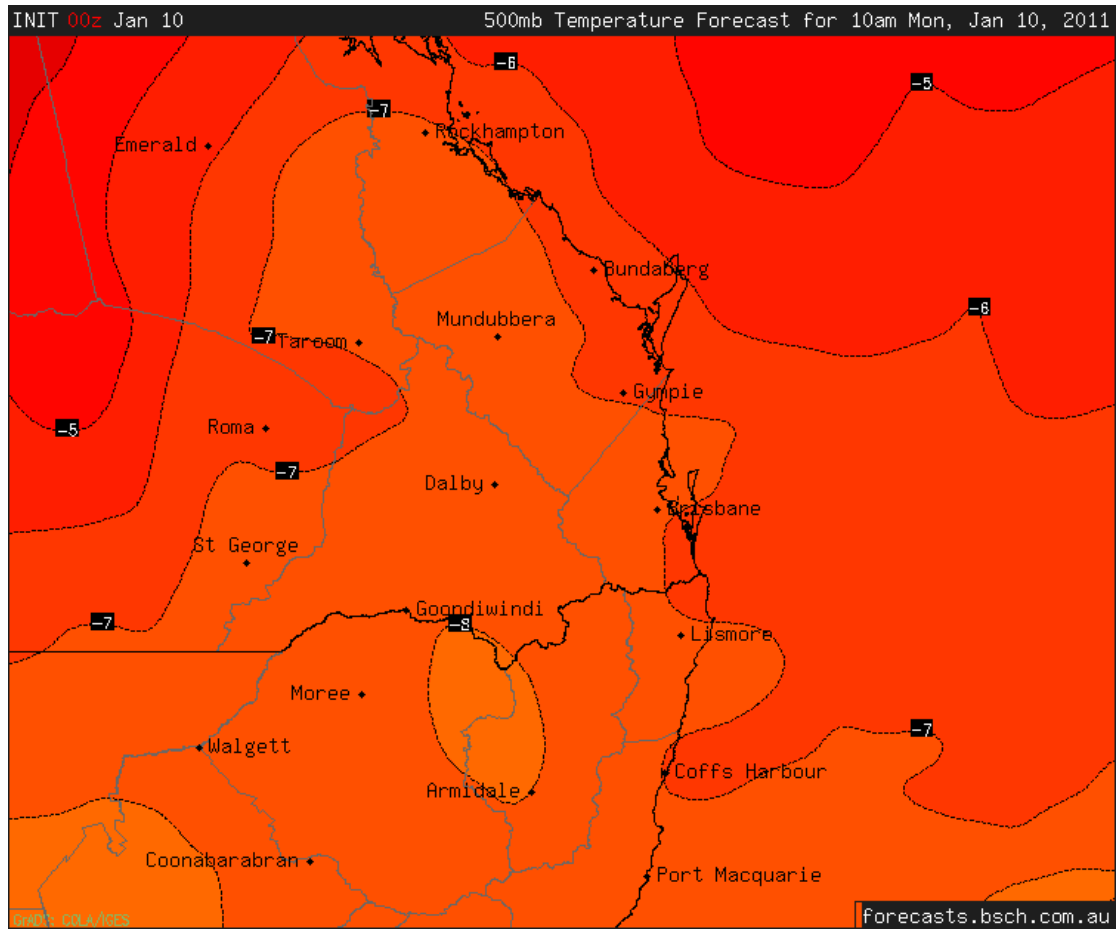 INIT 00z Jan 10
500mb Temperature Forecast for 10am Mon, Jan 10, 2011
-6
-5
-7
Rockhampton
Emerald
Bundaberg
-6
Mundubbera
-7
Taroom
Gympie
-5
Roma
-7
Dalby
Brisbane
St George
Goondiwindi
-7
-8
Lismore
Moree
-7
Walgett
Coffs Harbour
Armidale
Coonabarabran
Port Macquarie
GrADS: COLA/IGES
forecasts.bsch.com.au